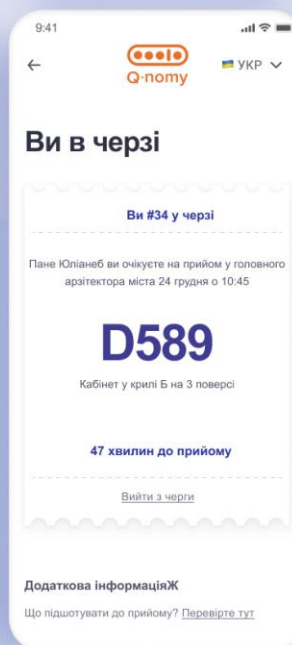 9:41
Q·nomy
УКР
Ви в черзі
Ви #34 у черзі
Пане Юліанеб ви очікуєте на прийом у головного
архітектора міста 24 грудня о 10:45
D589
Кабінет у крилі Б на 3 поверсі
47 хвилин до прийому
Вийти з черги
Додаткова інформаціяЖ
Що підшотувати до прийому? Перевірте тут